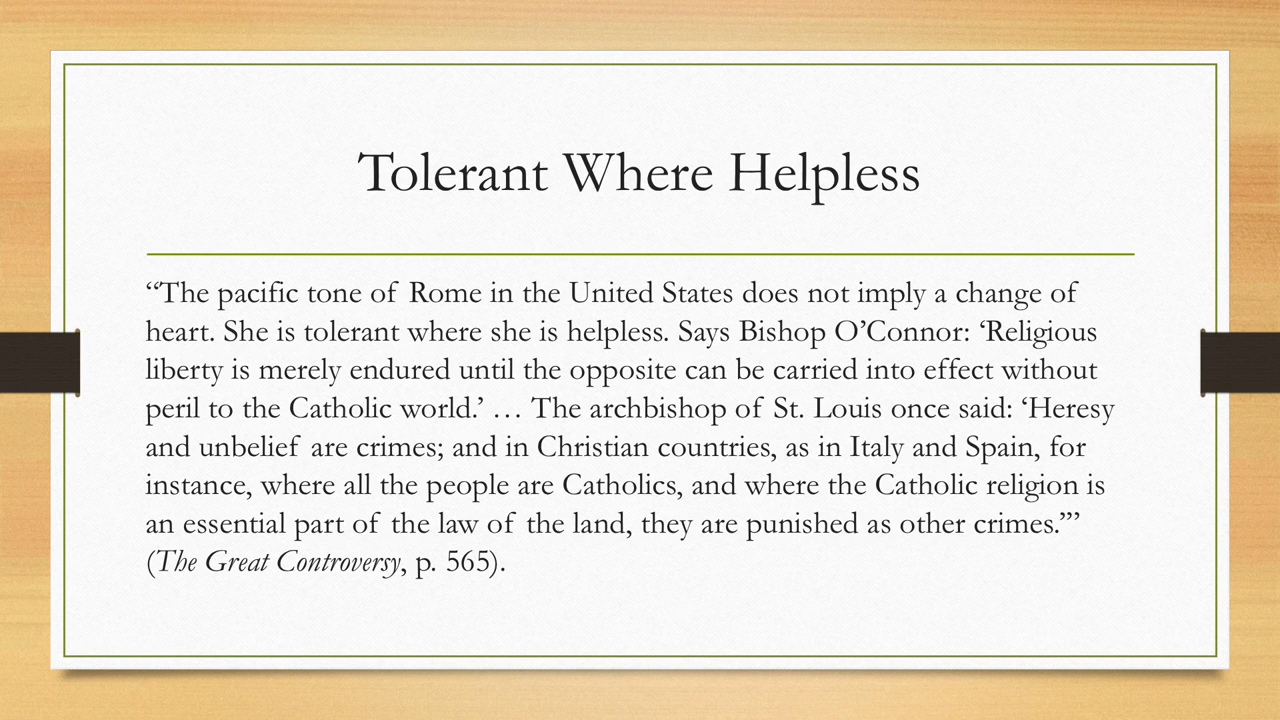 Tolerant Where Helpless
“The pacific tone of Rome in the United States does not imply a change of
heart. She is tolerant where she is helpless. Says Bishop O’Connor: ‘Religious
liberty is merely endured until the opposite can be carried into effect without
peril to the Catholic world.’ … The archbishop of St. Louis once said: ‘Heresy
and unbelief are crimes; and in Christian countries, as in Italy and Spain, for
instance, where all the people are Catholics, and where the Catholic religion is
an essential part of the law of the land, they are punished as other crimes.”’
(The Great Controversy, p. 565).